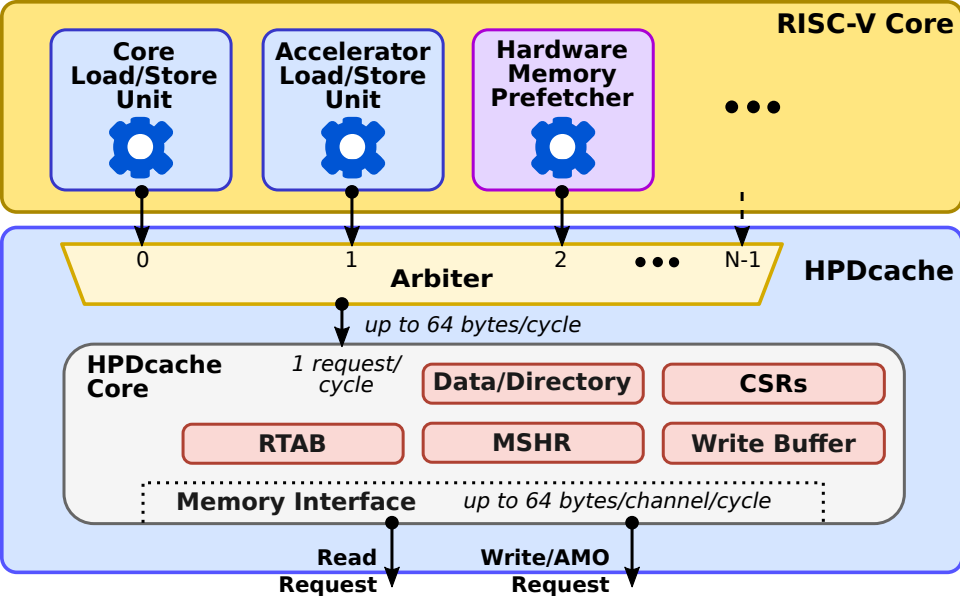 RISC-V Core
Core
Load/Store
Unit
Accelerator
Load/Store
Unit
Hardware
Memory
Prefetcher
•••
0
1
2
•••
N-1
Arbiter
HPDcache
up to 64 bytes/cycle
HPDcache
Core
1 request/
cycle
Data/Directory
CSRs
RTAB
MSHR
Write Buffer
Memory Interface
up to 64 bytes/channel/cycle
Read
Request
Write/AMO
Request